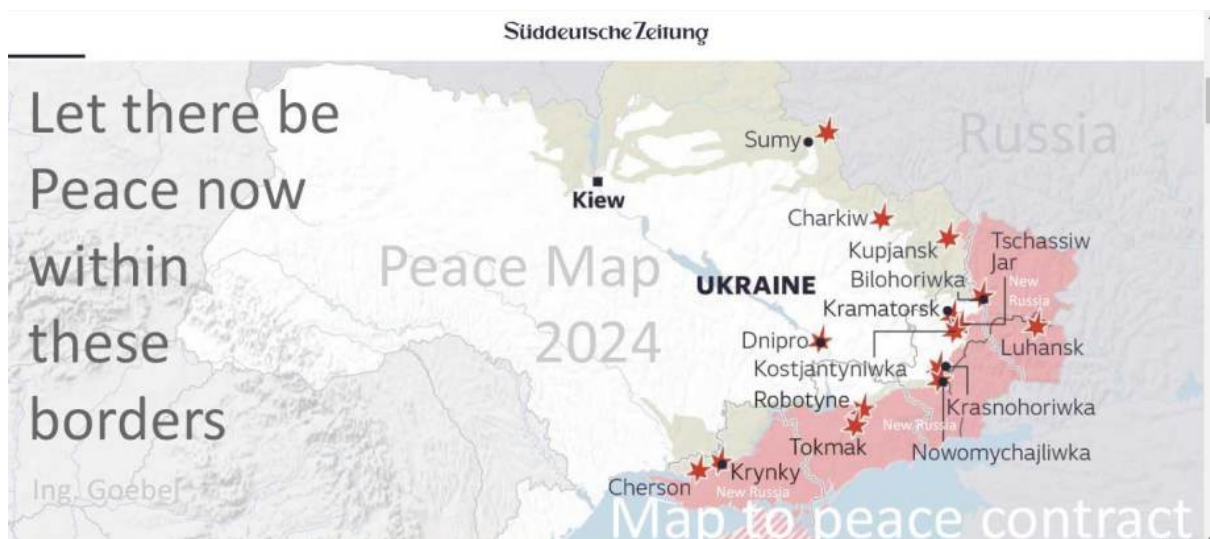 Süddeutsche Zeitung
Let there be
Peace now
within
these
borders
Ing. Goebel
Russia
Sumy
Kiew
Charkiw
Kupjansk
Tschassiw
Jar
Peace Map
2024
UKRAINE
Bilohoriwka
New
Russia
Kramatorsk
Dnipro
Luhansk
Kostjantyniwka
Robotyne
Krasnohoriwka
New Russia
Tokmak
Nowomychajliwka
Krynky
Cherson
New Russia
Map to peace contract